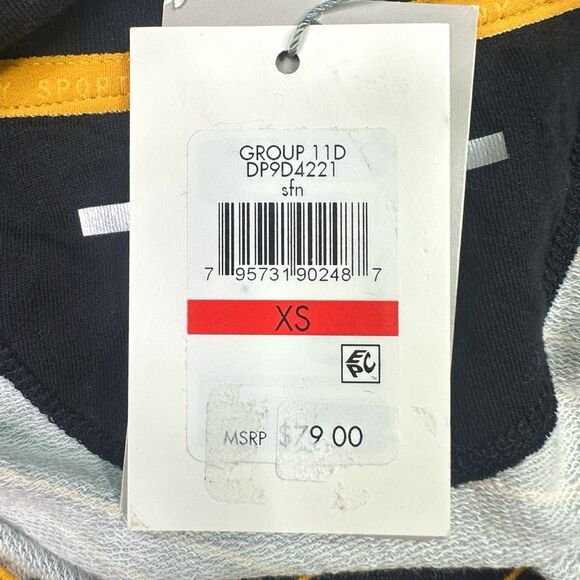 Y SPORT
Y
GROUP 11D
DP9D4221
sfn
7 95731 90248 7
XS
EPC
MSRP $79.00